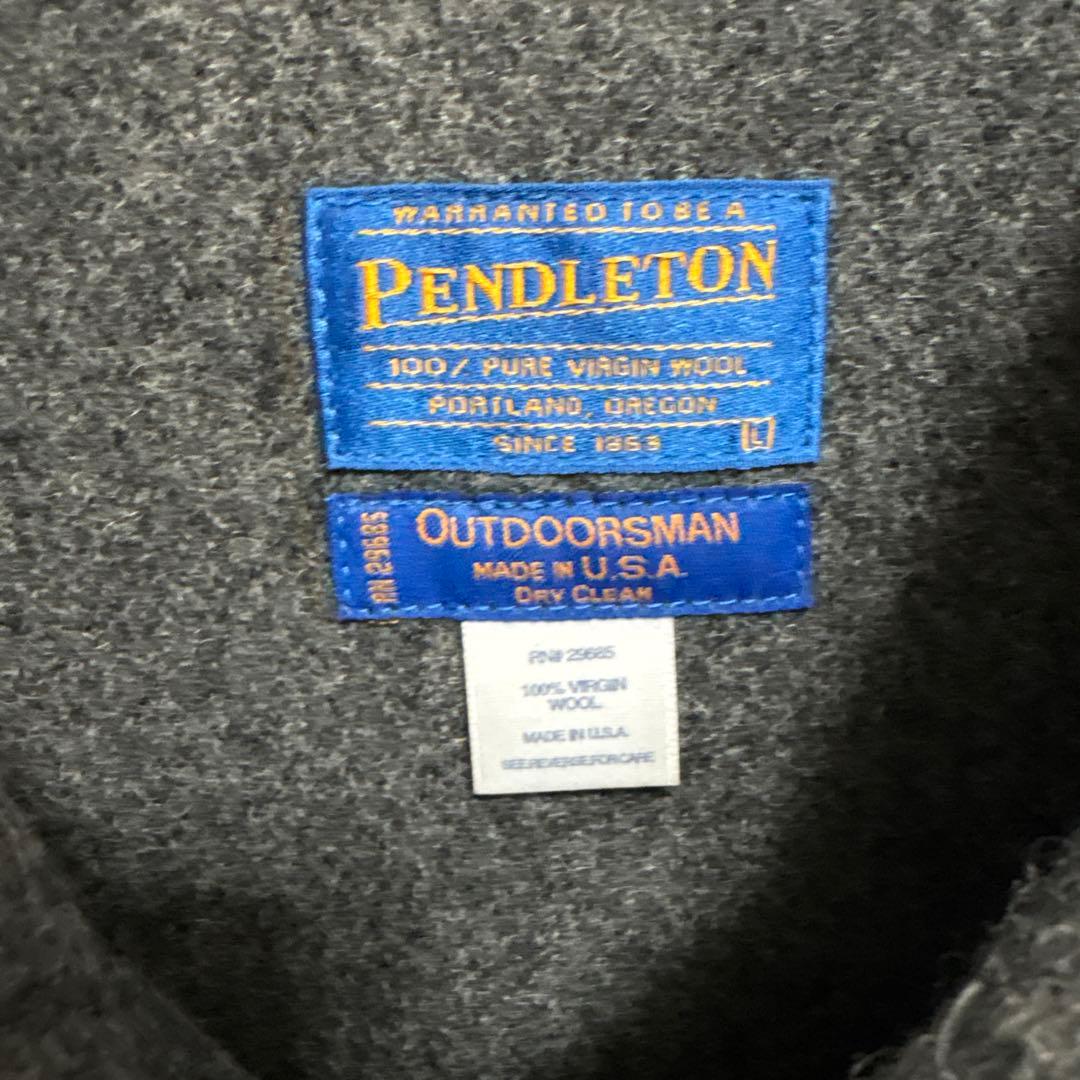 WARRANTED TO BE A
PENDLETON
100% PURE VIRGIN WOOL
PORTLAND, OREGON
SINCE 1863
L
RN 29685
OUTDOORSMAN
MADE IN U.S.A.
DRY CLEAN
RN# 29685
100% VIRGIN
WOOL
MADE IN U.S.A.
SEE REVERSE FOR CARE